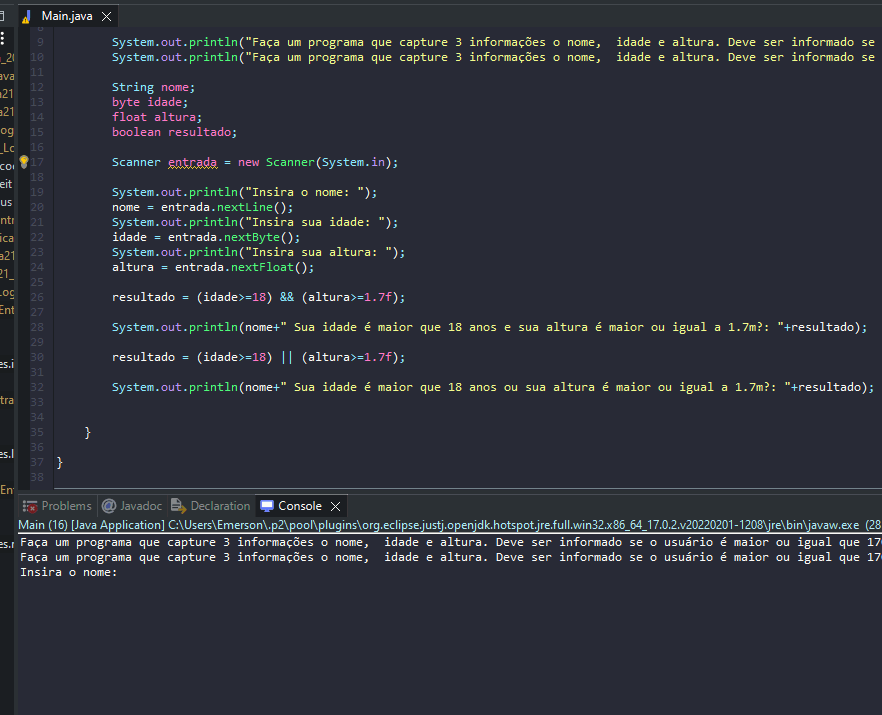 Main.java
9 System.out.println("Faça um programa que capture 3 informações o nome,  idade e altura. Deve ser informado se
10 System.out.println("Faça um programa que capture 3 informações o nome,  idade e altura. Deve ser informado se
11
12 String nome;
13 byte idade;
14 float altura;
15 boolean resultado;
16
17 Scanner entrada = new Scanner(System.in);
18
19 System.out.println("Insira o nome: ");
20 nome = entrada.nextLine();
21 System.out.println("Insira sua idade: ");
22 idade = entrada.nextByte();
23 System.out.println("Insira sua altura: ");
24 altura = entrada.nextFloat();
25
26 resultado = (idade>=18) && (altura>=1.7f);
27
28 System.out.println(nome+" Sua idade é maior que 18 anos e sua altura é maior ou igual a 1.7m?: "+resultado);
29
30 resultado = (idade>=18) || (altura>=1.7f);
31
32 System.out.println(nome+" Sua idade é maior que 18 anos ou sua altura é maior ou igual a 1.7m?: "+resultado);
33
34
35 }
36
37 }
38
Problems @ Javadoc Declaration Console
Main (16) [Java Application] C:\Users\Emerson\.p2\pool\plugins\org.eclipse.justj.openjdk.hotspot.jre.full.win32.x86_64_17.0.2.v20220201-1208\jre\bin\javaw.exe (28
Faça um programa que capture 3 informações o nome,  idade e altura. Deve ser informado se o usuário é maior ou igual que 17
Faça um programa que capture 3 informações o nome,  idade e altura. Deve ser informado se o usuário é maior ou igual que 17
Insira o nome: